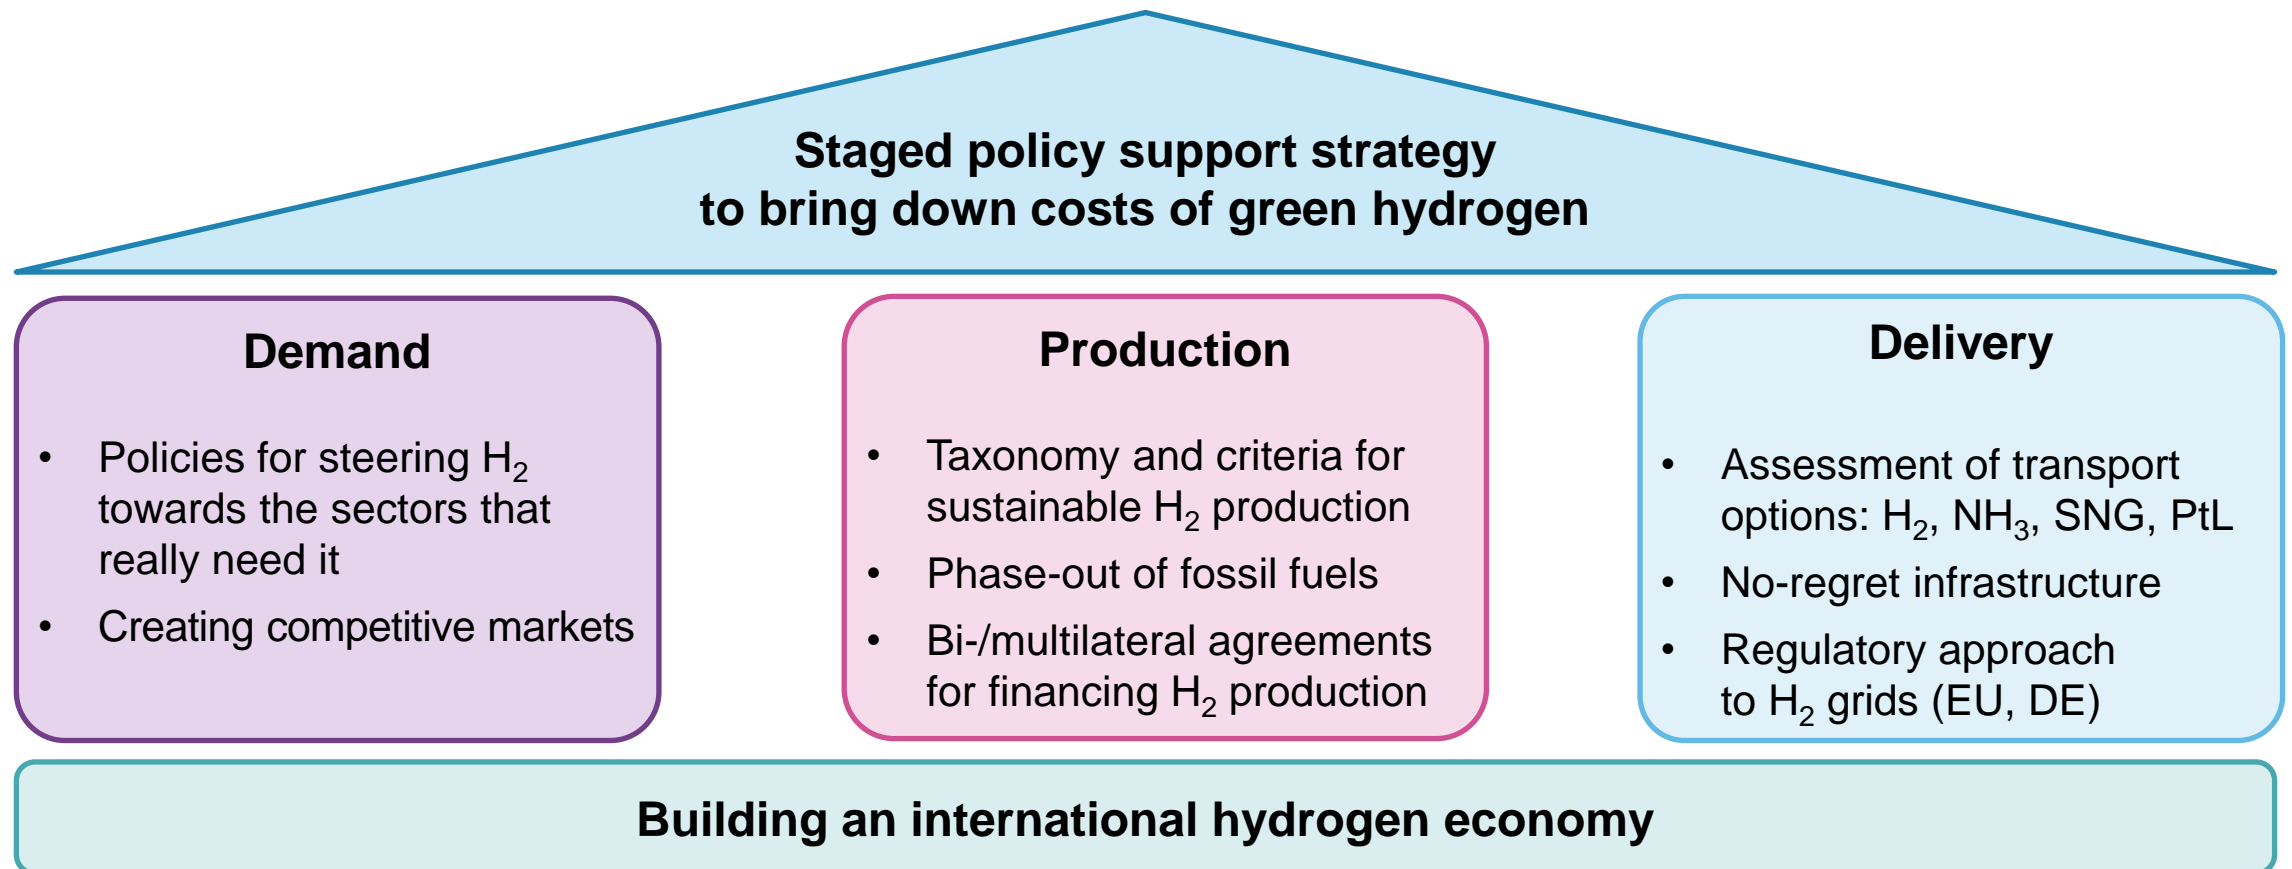 Staged policy support strategy
to bring down costs of green hydrogen
Demand
• Policies for steering H₂
towards the sectors that
really need it
• Creating competitive markets
Production
• Taxonomy and criteria for
sustainable H₂ production
• Phase-out of fossil fuels
• Bi-/multilateral agreements
for financing H₂ production
Delivery
• Assessment of transport
options: H₂, NH₃, SNG, PtL
• No-regret infrastructure
• Regulatory approach
to H₂ grids (EU, DE)
Building an international hydrogen economy